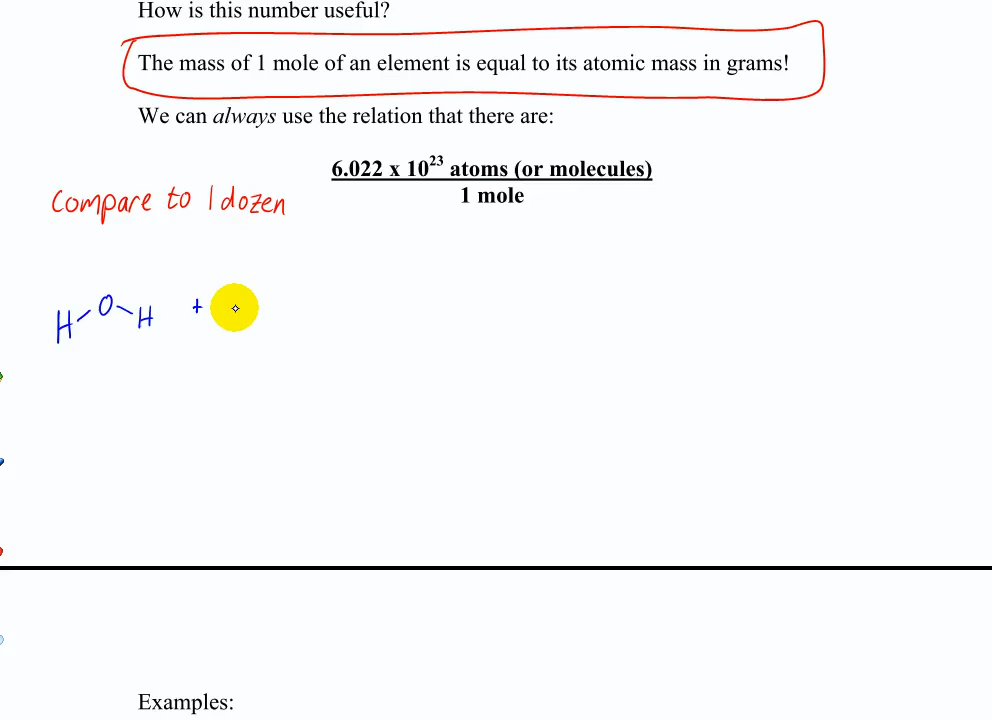 How is this number useful?
The mass of 1 mole of an element is equal to its atomic mass in grams!
We can always use the relation that there are:
6.022 x 10²³ atoms (or molecules)
1 mole
Compare to 1 dozen
H-O-H +
Examples: